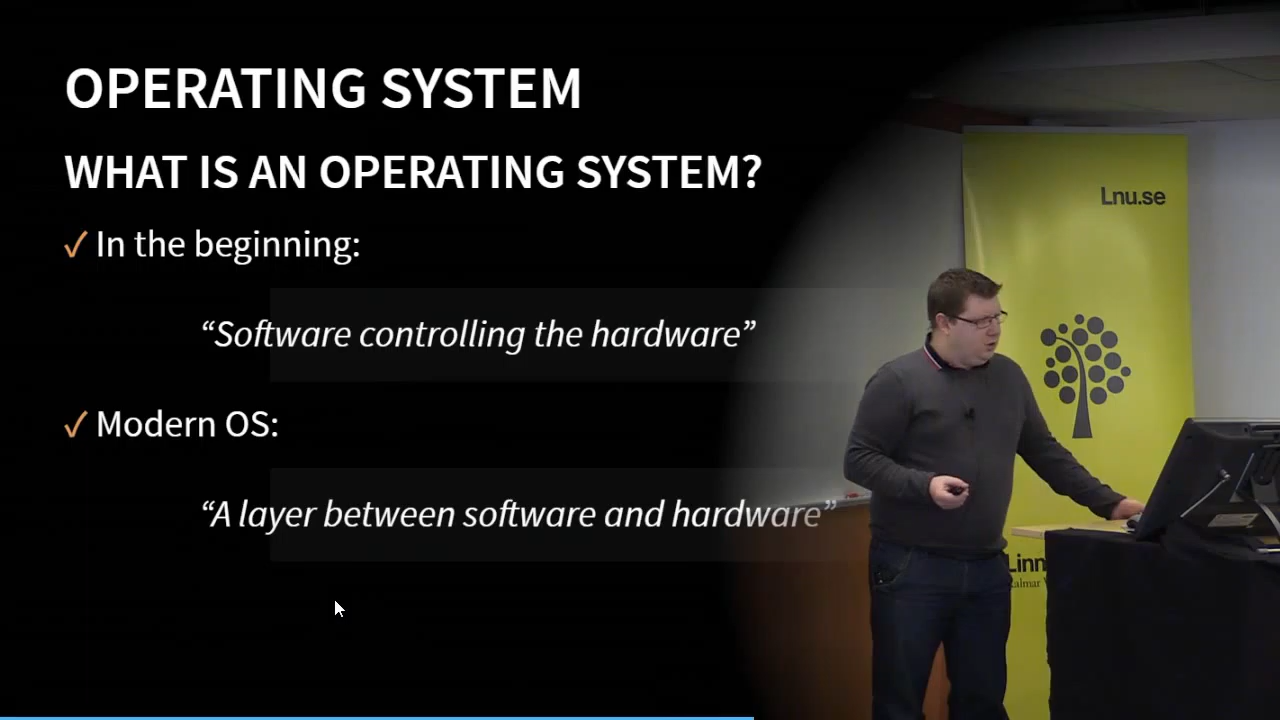 OPERATING SYSTEM
WHAT IS AN OPERATING SYSTEM?
✓ In the beginning:
“Software controlling the hardware”
✓ Modern OS:
“A layer between software and hardware”
Lnu.se